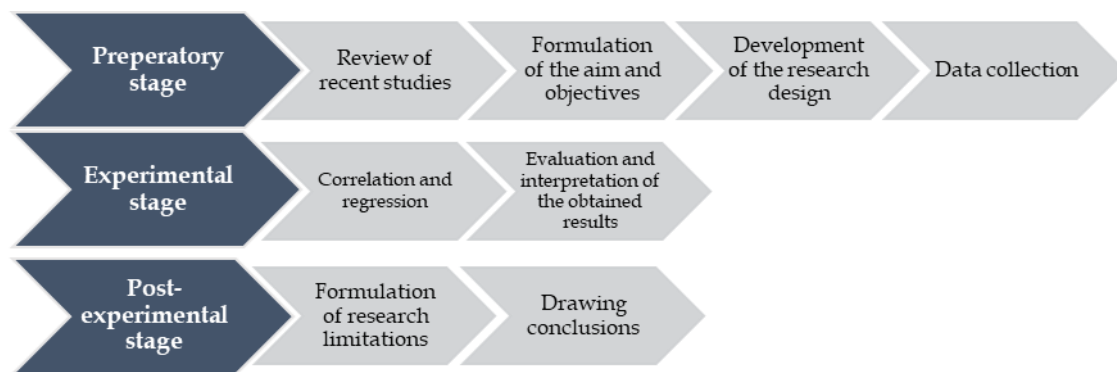 Preperatory
stage
Review of
recent studies
Formulation
of the aim and
objectives
Development
of the research
design
Data collection
Experimental
stage
Correlation and
regression
Evaluation and
interpretation of
the obtained
results
Post-
experimental
stage
Formulation
of research
limitations
Drawing
conclusions